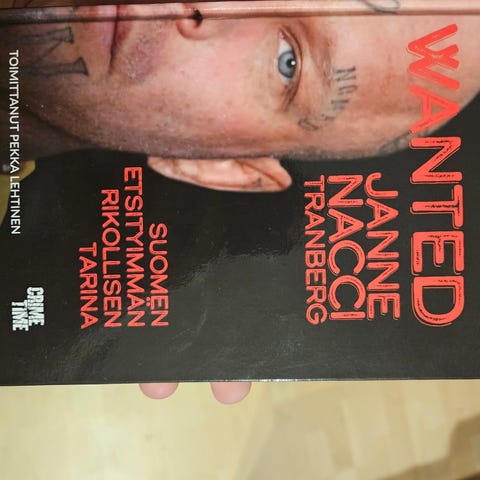 WANTED
JANNE
NACCI
TRANBERG
SUOMEN
ETSITYIMMÄN
RIKOLLISEN
TARINA
CRIME
TIME
TOIMITTANUT PEKKA LEHTINEN